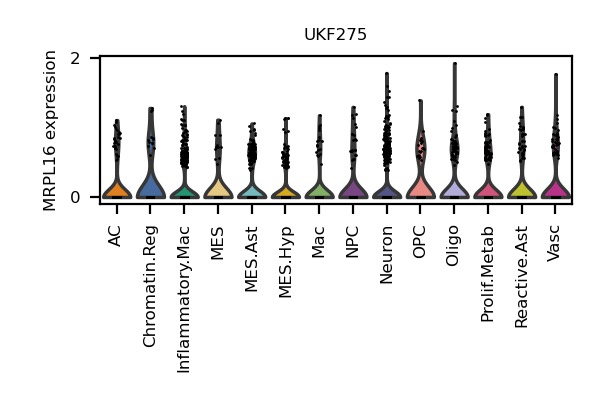 UKF275
MRPL16 expression
2
0
AC
Chromatin.Reg
Inflammatory.Mac
MES
MES.Ast
MES.Hyp
Mac
NPC
Neuron
OPC
Oligo
Prolif.Metab
Reactive.Ast
Vasc